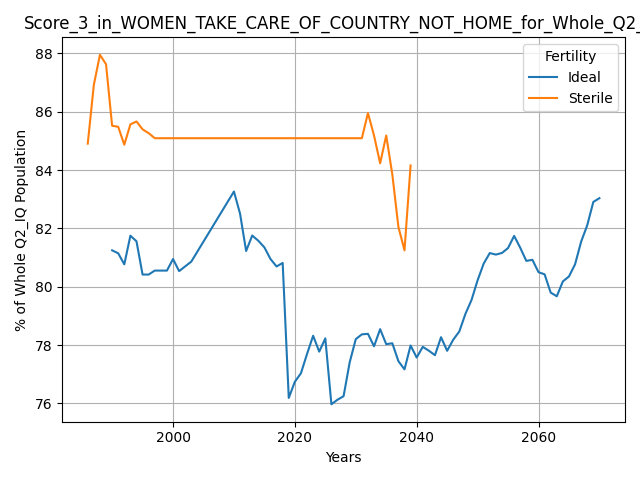 Score_3_in_WOMEN_TAKE_CARE_OF_COUNTRY_NOT_HOME_for_Whole_Q2_
Fertility
Ideal
Sterile
% of Whole Q2_IQ Population
88
86
84
82
80
78
76
2000
2020
2040
2060
Years